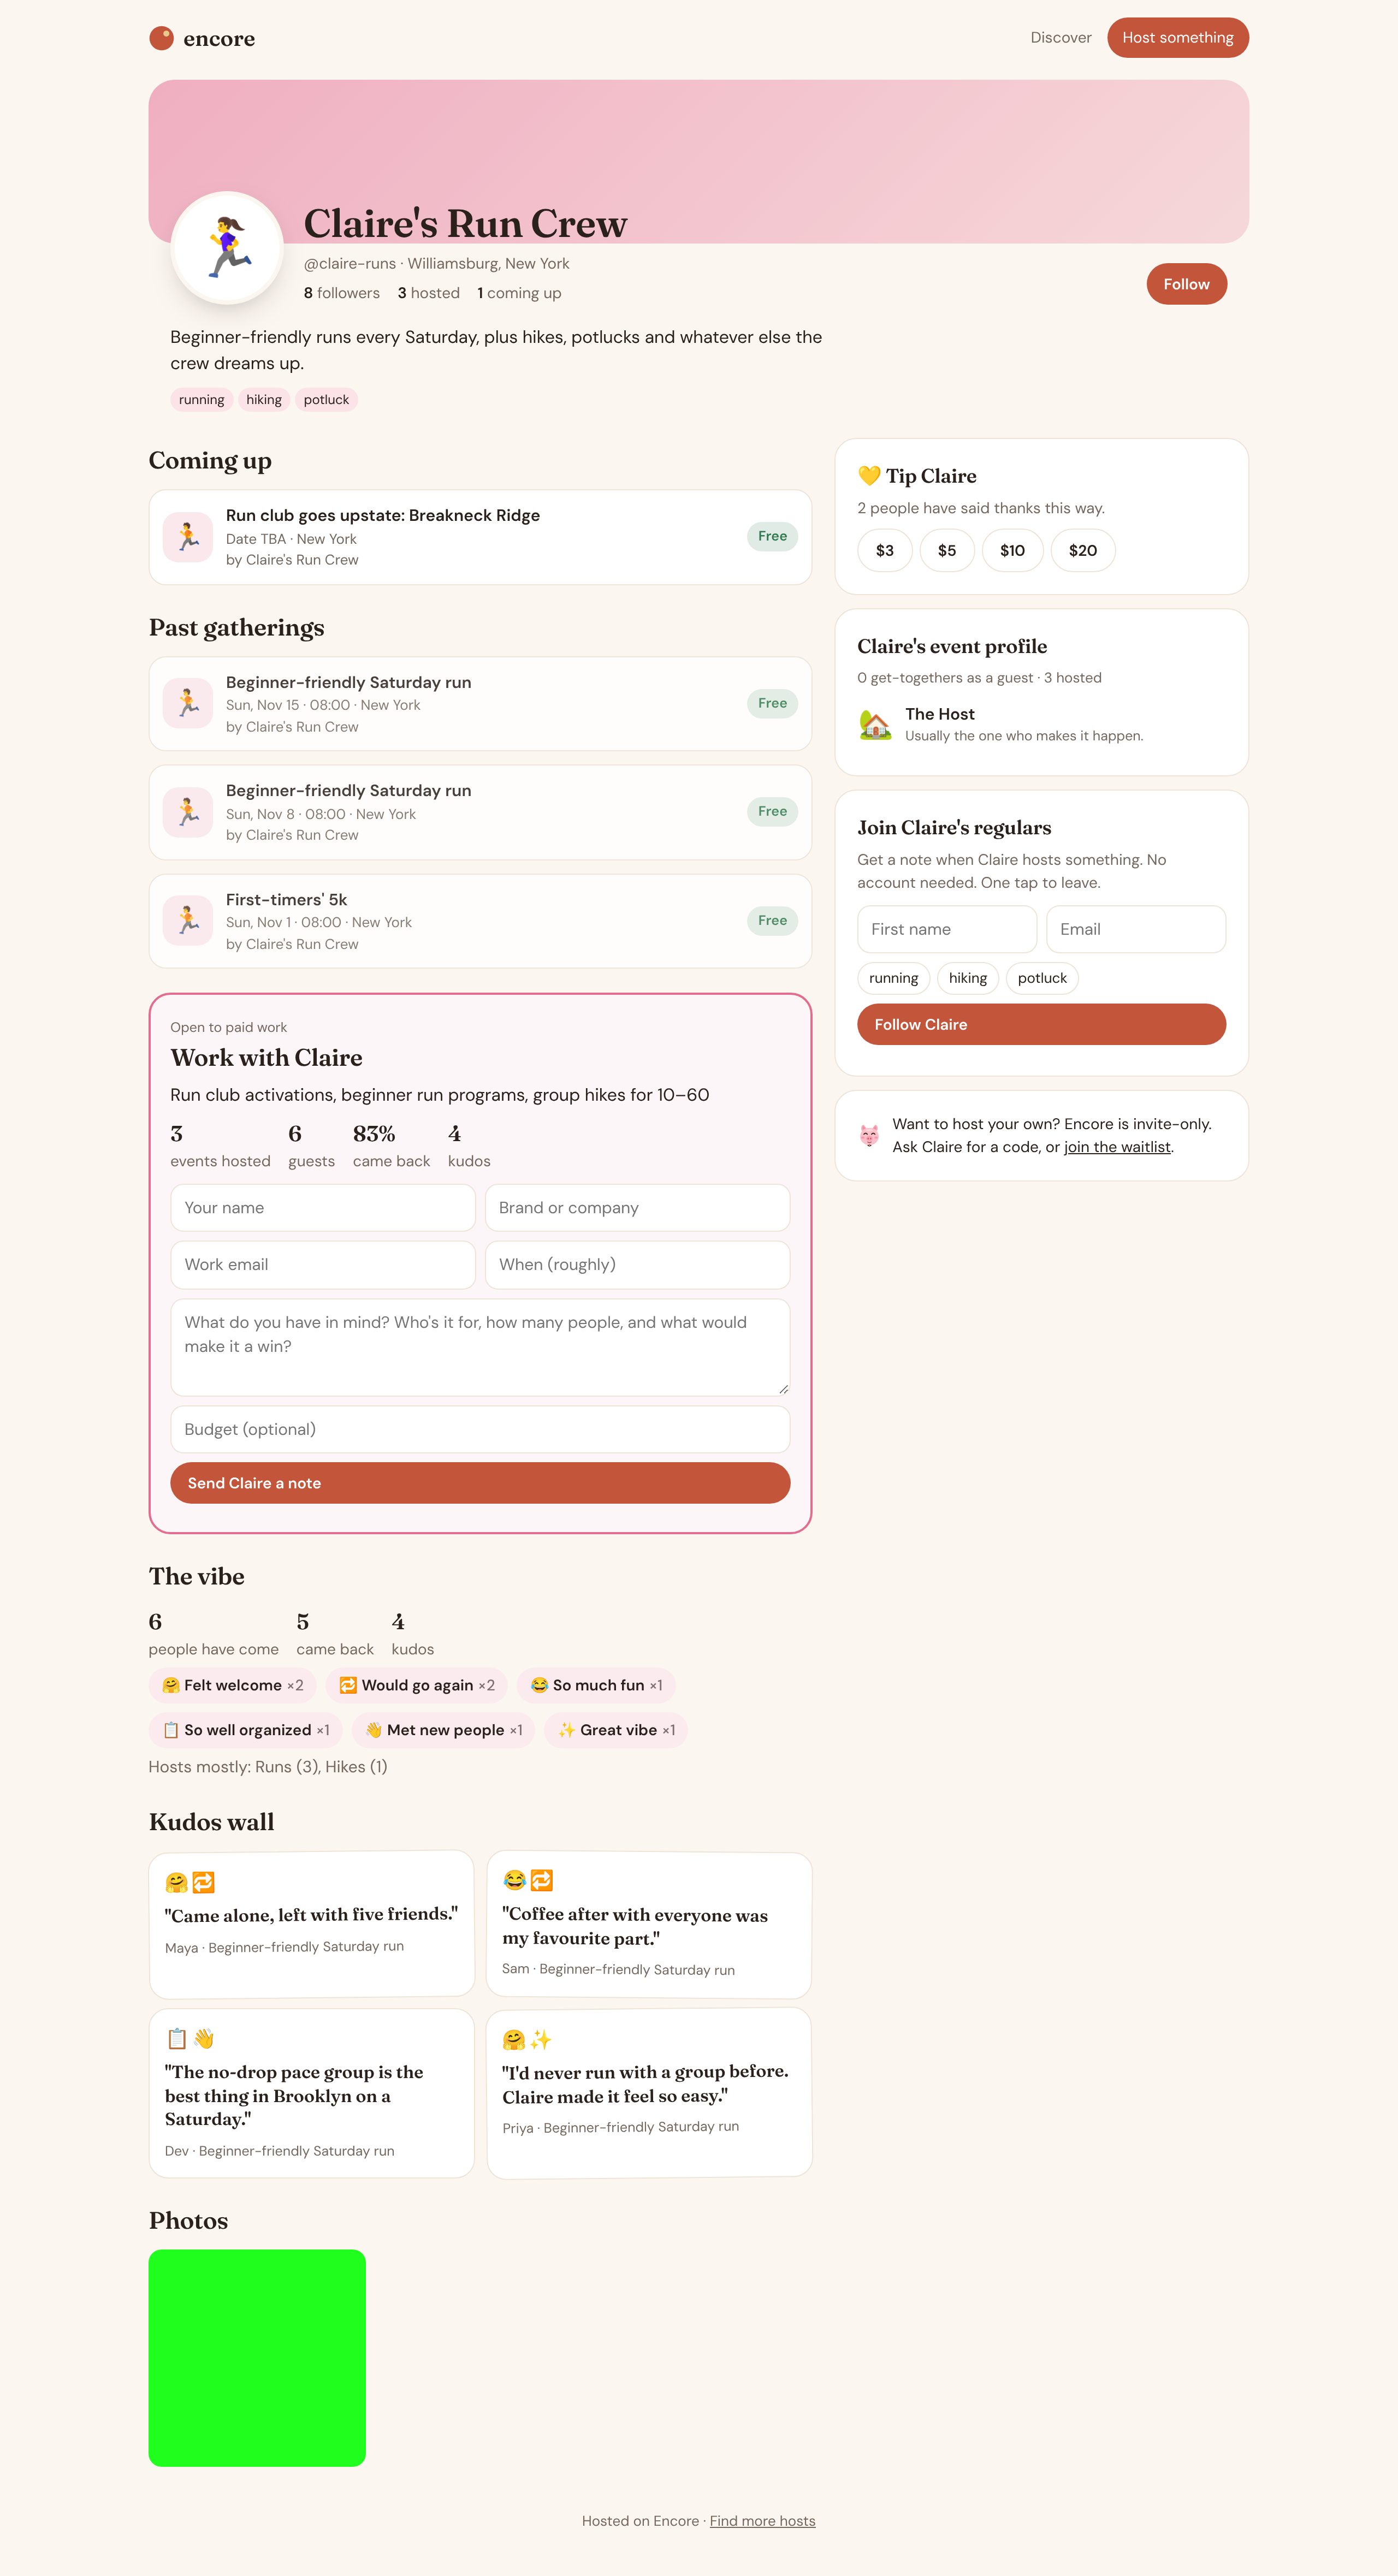 encore
Discover
Host something
Claire's Run Crew
@claire-runs · Williamsburg, New York
8 followers 3 hosted 1 coming up
Follow
Beginner-friendly runs every Saturday, plus hikes, potlucks and whatever else the
crew dreams up.
running hiking potluck
Coming up
Run club goes upstate: Breakneck Ridge
Date TBA · New York
by Claire's Run Crew
Free
Past gatherings
Beginner-friendly Saturday run
Sun, Nov 15 · 08:00 · New York
by Claire's Run Crew
Free
Beginner-friendly Saturday run
Sun, Nov 8 · 08:00 · New York
by Claire's Run Crew
Free
First-timers' 5k
Sun, Nov 1 · 08:00 · New York
by Claire's Run Crew
Free
Open to paid work
Work with Claire
Run club activations, beginner run programs, group hikes for 10–60
3 6 83% 4
events hosted guests came back kudos
Your name Brand or company
Work email When (roughly)
What do you have in mind? Who's it for, how many people, and what would
make it a win?
Budget (optional)
Send Claire a note
The vibe
6 5 4
people have come came back kudos
🤗 Felt welcome ×2 🔁 Would go again ×2 😂 So much fun ×1
📋 So well organized ×1 👋 Met new people ×1 ✨ Great vibe ×1
Hosts mostly: Runs (3), Hikes (1)
Kudos wall
"Came alone, left with five friends."
Maya · Beginner-friendly Saturday run
"Coffee after with everyone was
my favourite part."
Sam · Beginner-friendly Saturday run
"The no-drop pace group is the
best thing in Brooklyn on a
Saturday."
Dev · Beginner-friendly Saturday run
"I'd never run with a group before.
Claire made it feel so easy."
Priya · Beginner-friendly Saturday run
Photos
💛 Tip Claire
2 people have said thanks this way.
$3 $5 $10 $20
Claire's event profile
0 get-togethers as a guest · 3 hosted
The Host
Usually the one who makes it happen.
Join Claire's regulars
Get a note when Claire hosts something. No
account needed. One tap to leave.
First name Email
running hiking potluck
Follow Claire
Want to host your own? Encore is invite-only.
Ask Claire for a code, or join the waitlist.
Hosted on Encore · Find more hosts